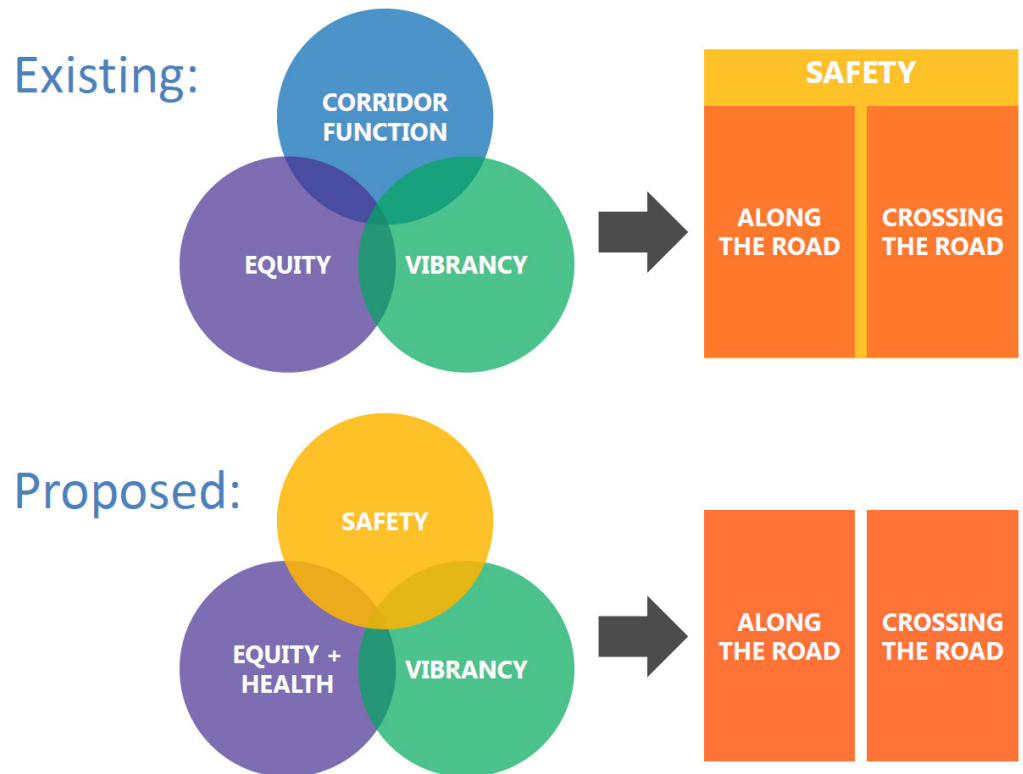 Existing:
CORRIDOR
FUNCTION
EQUITY
VIBRANCY
SAFETY
ALONG
THE ROAD
CROSSING
THE ROAD
Proposed:
SAFETY
EQUITY +
HEALTH
VIBRANCY
ALONG
THE ROAD
CROSSING
THE ROAD